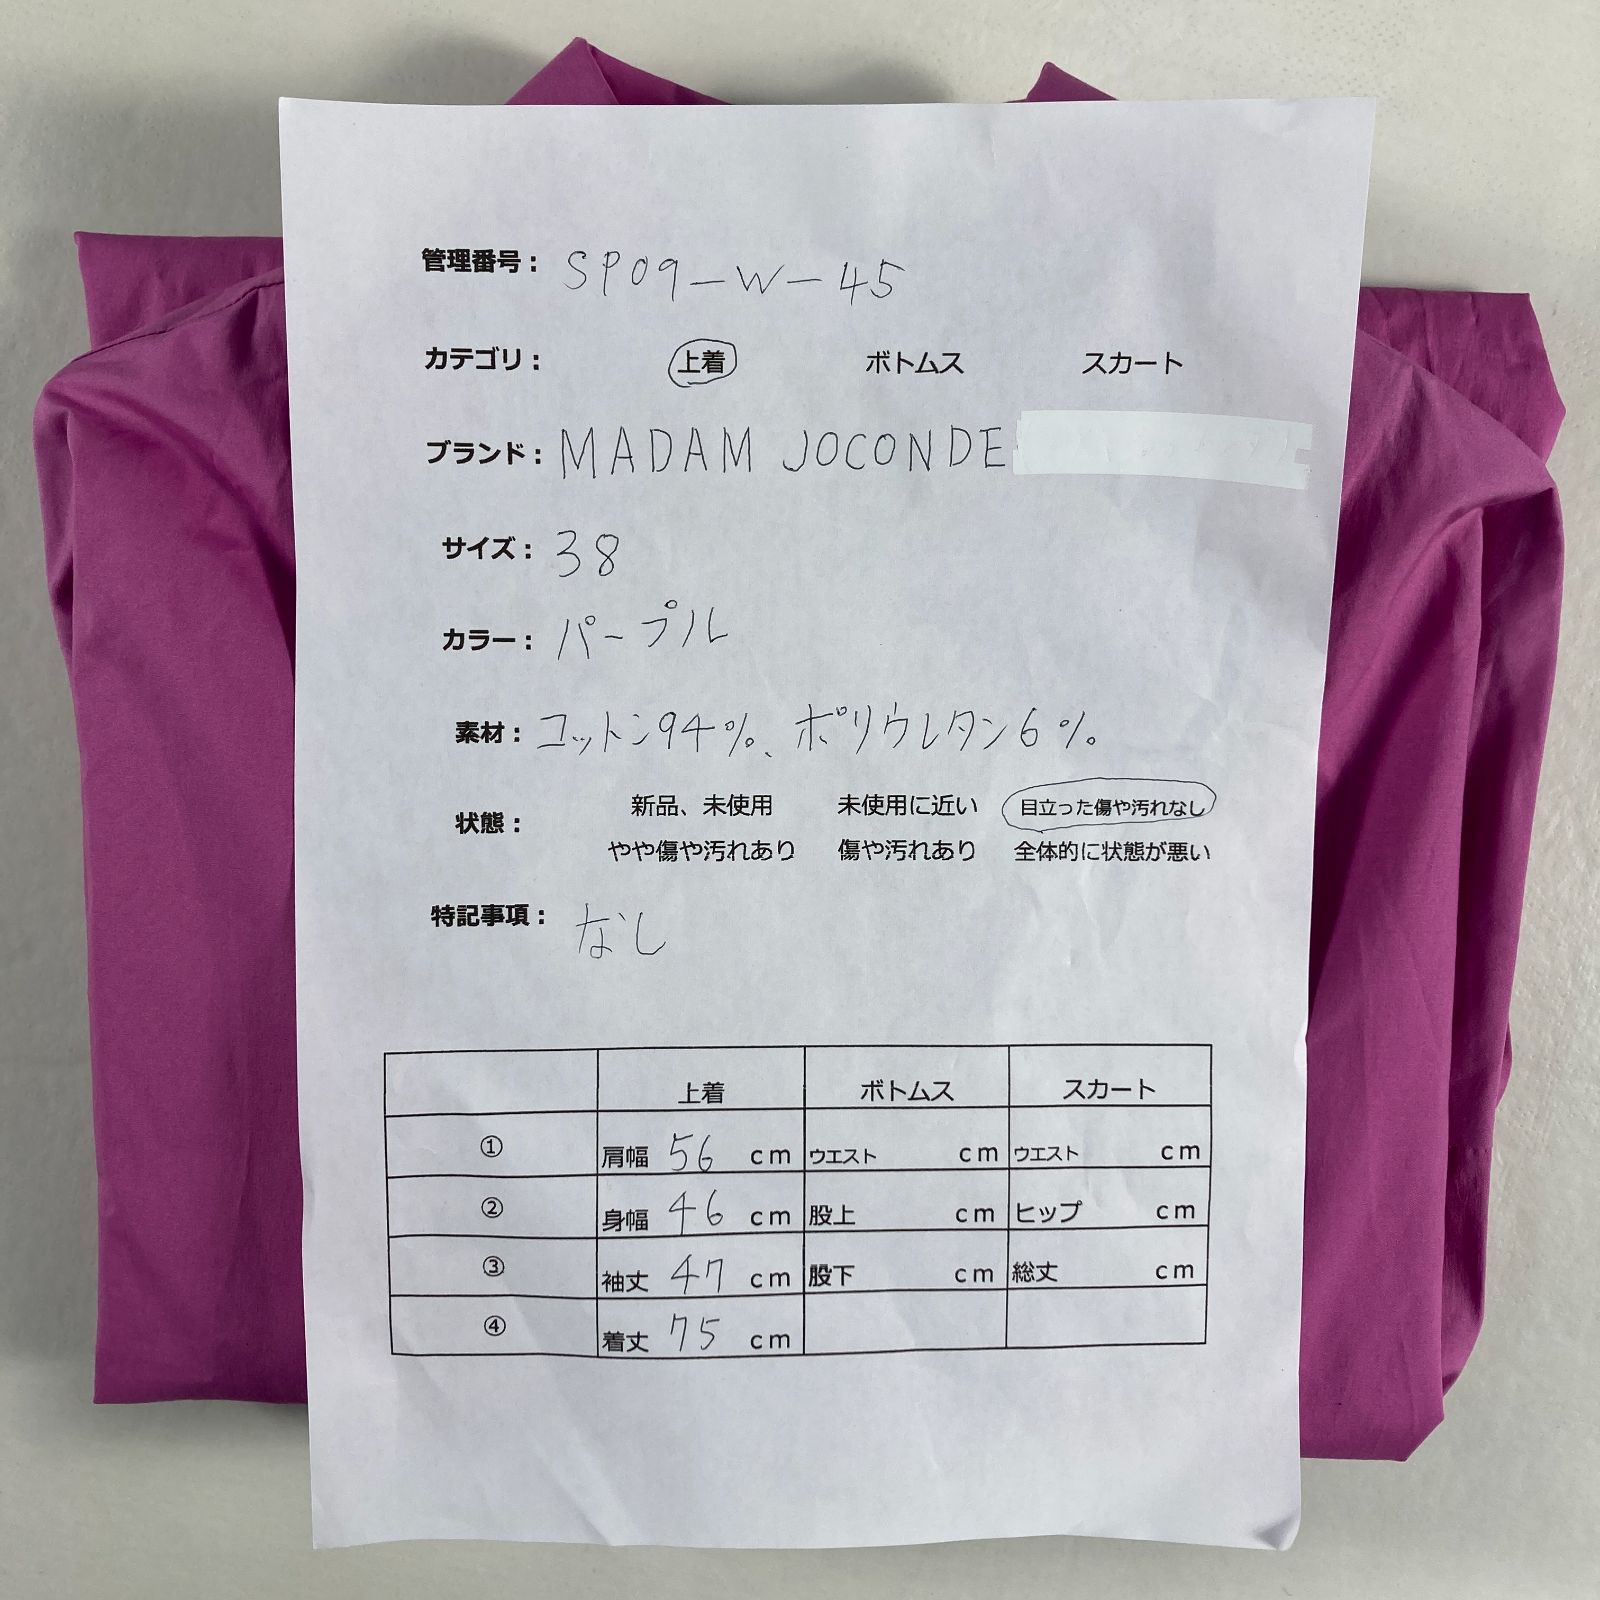 管理番号： SP09-W-45
カテゴリ： 上着 ボトムス スカート
ブランド： MADAM JOCONDE
サイズ： 38
カラー： パープル
素材： コットン94%、ポリウレタン6%
状態： 新品、未使用 未使用に近い 目立った傷や汚れなし
やや傷や汚れあり 傷や汚れあり 全体的に状態が悪い
特記事項： なし
上着 ボトムス スカート
① 肩幅 56 cm ウエスト cm ウエスト cm
② 身幅 46 cm 股上 cm ヒップ cm
③ 袖丈 47 cm 股下 cm 総丈 cm
④ 着丈 75 cm